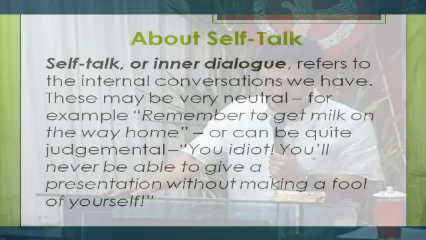 About Self-Talk
Self-talk, or inner dialogue, refers to
the internal conversations we have.
These may be very neutral – for
example “Remember to get milk on
the way home” – or can be quite
judgemental –“You idiot! You’ll
never be able to give a
presentation without making a fool
of yourself!”